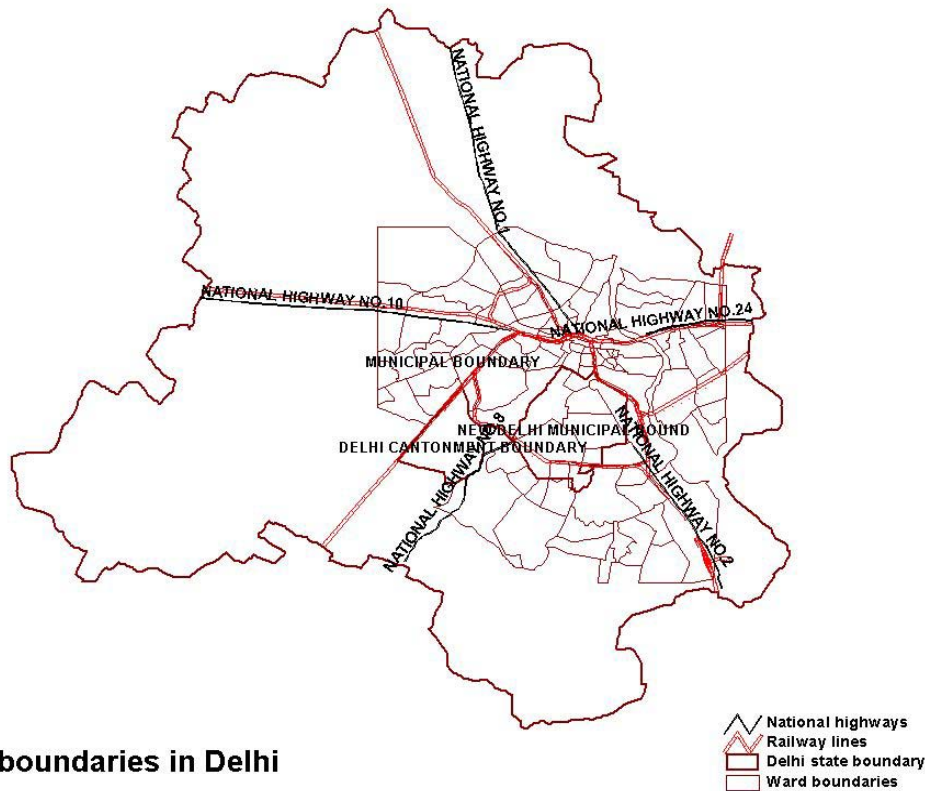 NATIONAL HIGHWAY NO.1
NATIONAL HIGHWAY NO.10
NATIONAL HIGHWAY NO.24
MUNICIPAL BOUNDARY
NEW DELHI MUNICIPAL BOUND
DELHI CANTONMENT BOUNDARY
NATIONAL HIGHWAY NO.8
NATIONAL HIGHWAY NO.2
boundaries in Delhi
National highways
Railway lines
Delhi state boundary
Ward boundaries